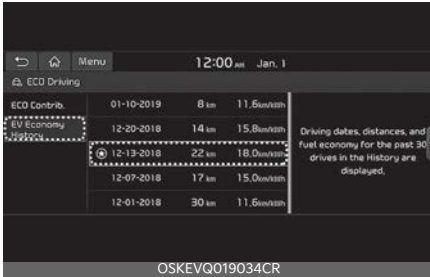 Menu
12:00 AM Jan. 1
ECO Driving
ECO Contrib.
EV Economy
History
01-10-2019 8 km 11.6km/kWh
12-20-2018 14 km 15.8km/kWh
12-13-2018 22 km 18.0km/kWh
12-07-2018 17 km 15.0km/kWh
12-01-2018 30 km 11.6km/kWh
Driving dates, distances, and
fuel economy for the past 30
drives in the History are
displayed.
OSKEVQ019034CR